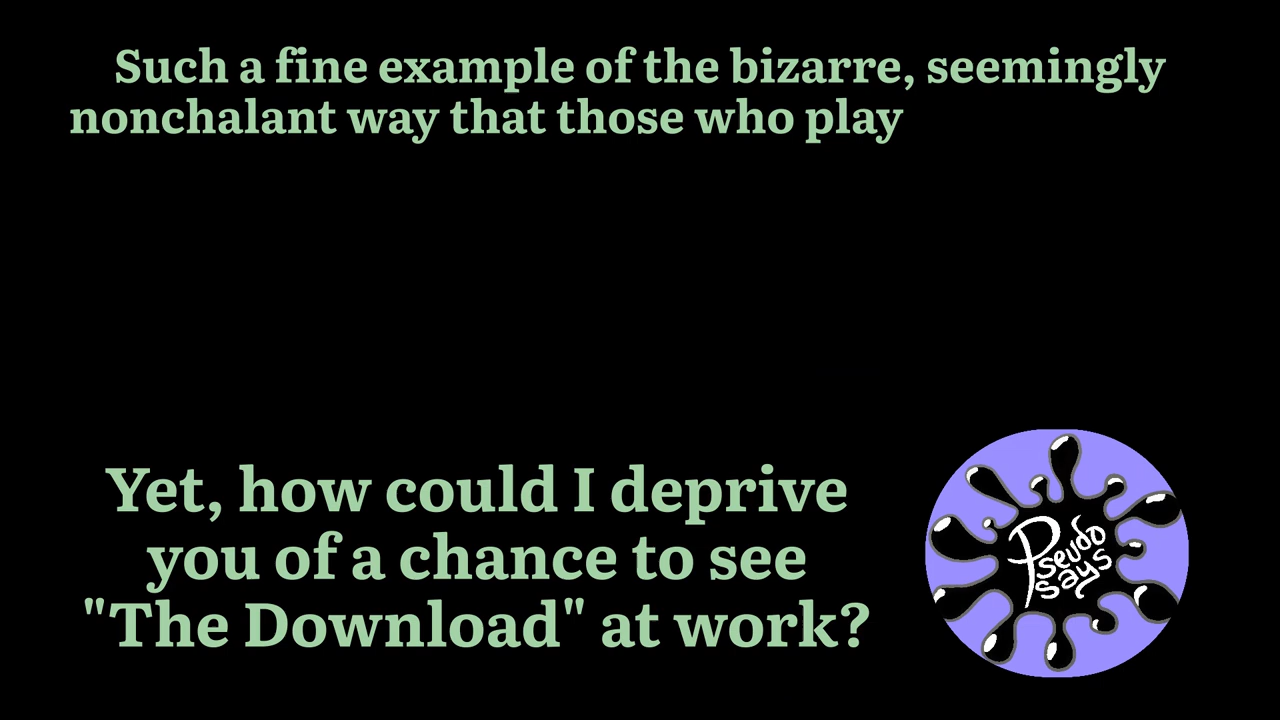 Such a fine example of the bizarre, seemingly
nonchalant way that those who play
Yet, how could I deprive
you of a chance to see
"The Download" at work?
Pseudo
says